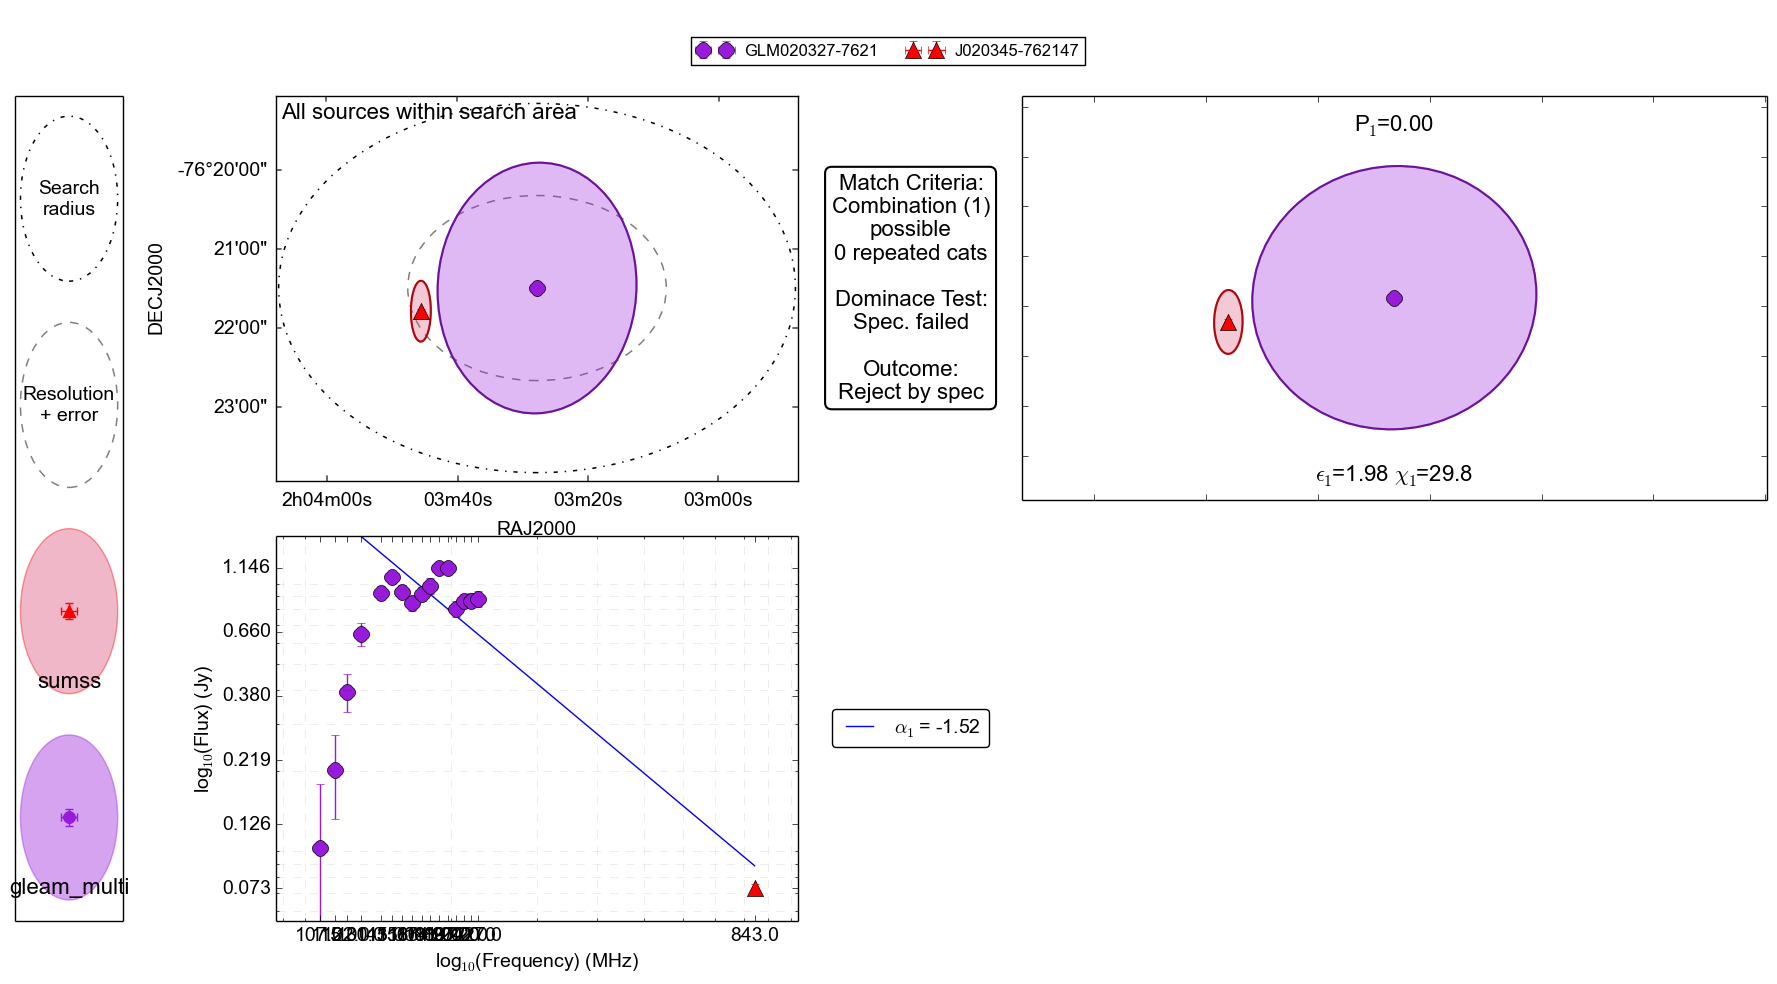 GLM020327-7621
J020345-762147
Search
radius
Resolution
+ error
sumss
gleam_multi
All sources within search area
DECJ2000
-76°20'00"
21'00"
22'00"
23'00"
2h04m00s
03m40s
03m20s
03m00s
RAJ2000
Match Criteria:
Combination (1)
possible
0 repeated cats
Dominace Test:
Spec. failed
Outcome:
Reject by spec
P₁=0.00
ϵ₁=1.98 χ₁=29.8
log₁₀(Flux) (Jy)
1.146
0.660
0.380
0.219
0.126
0.073
843.0
log₁₀(Frequency) (MHz)
α₁ = -1.52